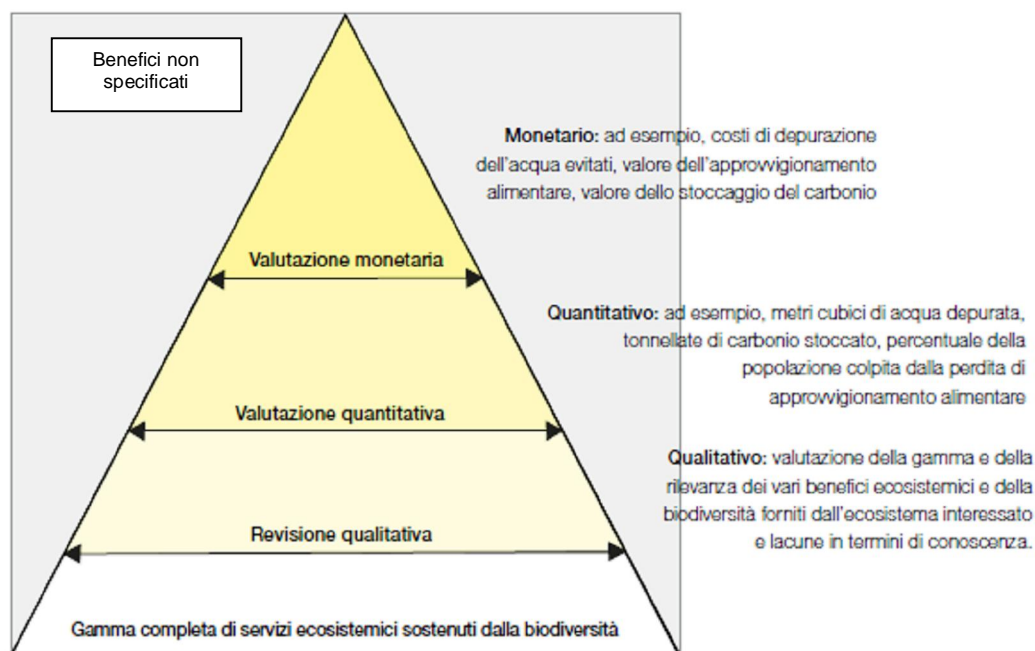 Benefici non
specificati
Monetario: ad esempio, costi di depurazione
dell'acqua evitati, valore dell'approvvigionamento
alimentare, valore dello stoccaggio del carbonio
Valutazione monetaria
Quantitativo: ad esempio, metri cubici di acqua depurata,
tonnellate di carbonio stoccato, percentuale della
popolazione colpita dalla perdita di
approvvigionamento alimentare
Valutazione quantitativa
Qualitativo: valutazione della gamma e della
rilevanza dei vari benefici ecosistemici e della
biodiversità forniti dall'ecosistema interessato
e lacune in termini di conoscenza.
Revisione qualitativa
Gamma completa di servizi ecosistemici sostenuti dalla biodiversità